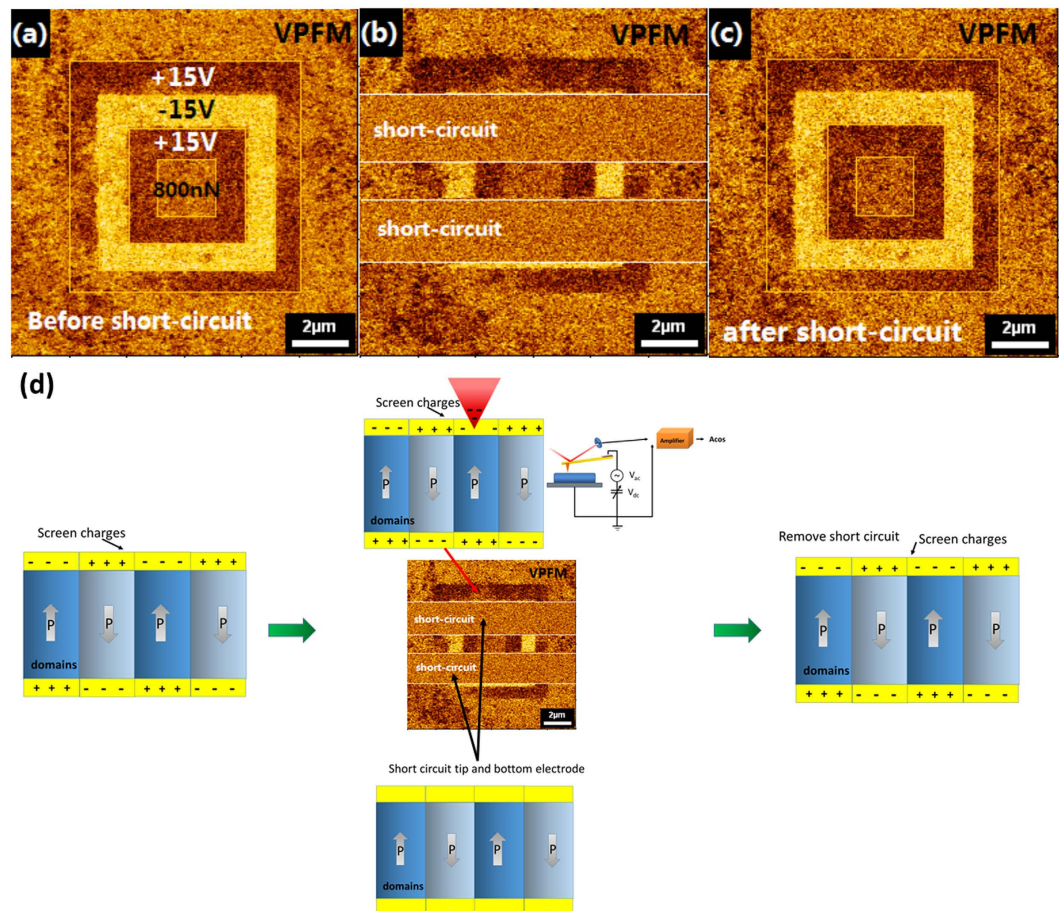 (a)
VPFM
+15V
-15V
+15V
800nN
Before short-circuit
2μm
(b)
VPFM
short-circuit
short-circuit
2μm
(c)
VPFM
after short-circuit
2μm
(d)
Screen charges
- - - + + + - - - + + +
P P P P
domains
+ + + - - - + + + - - -
Screen charges
- -
-
- - - + + + - - + + +
P P P P
domains
+ + + - - - + + + - - -
Amplifier
Acos
Vac
Vdc
VPFM
short-circuit
short-circuit
2μm
Short circuit tip and bottom electrode
P P P P
domains
Remove short circuit
Screen charges
- - - + + + - - - + + +
P P P P
domains
+ + + - - - + + + - - -